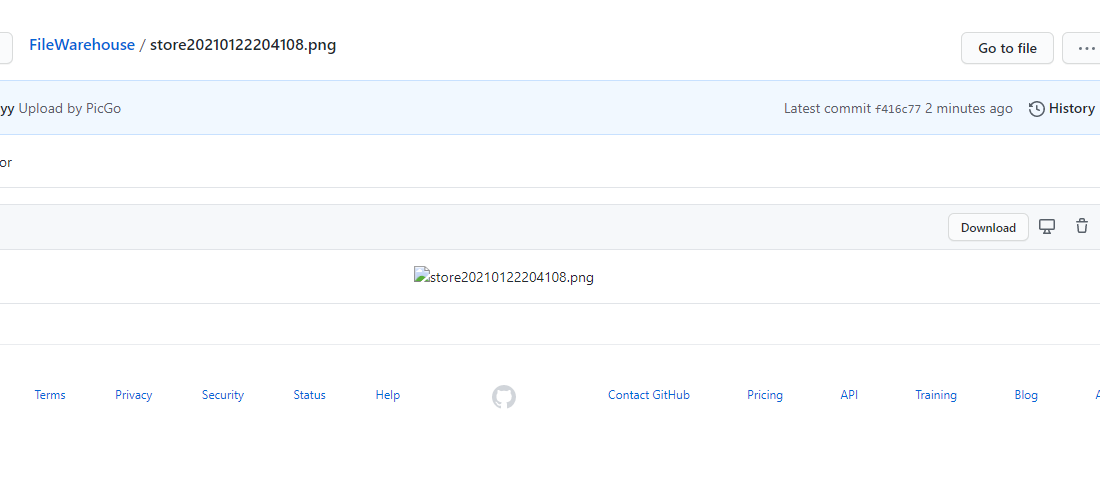 FileWarehouse / store20210122204108.png
Go to file
yy Upload by PicGo
Latest commit f416c77 2 minutes ago
History
or
Download
store20210122204108.png
Terms Privacy Security Status Help Contact GitHub Pricing API Training Blog A